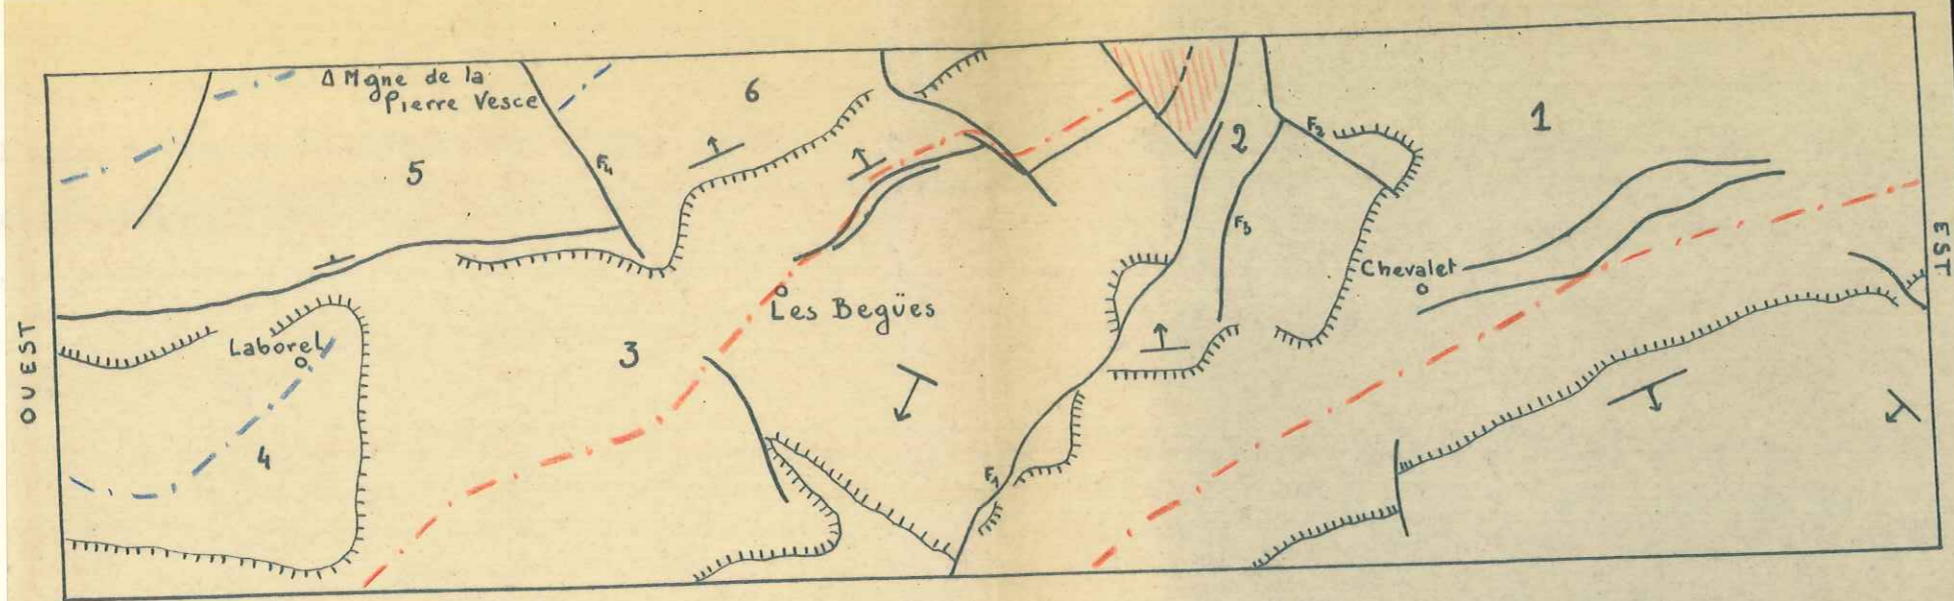 Δ Mgne de la
Pierre Vesce
6
1
2
F2
5
F4
F3
Chevalet
EST
Les Begües
OUEST
Laborel
3
4
F1